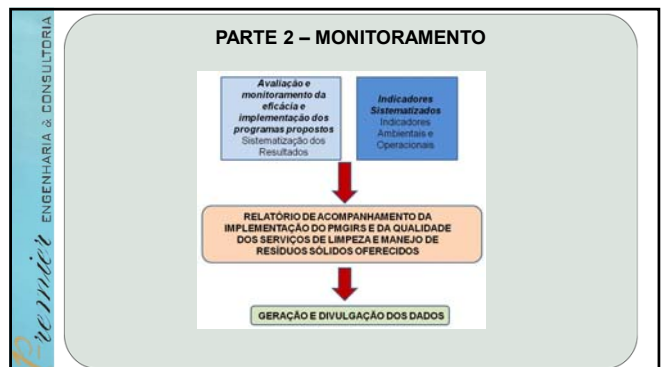 PARTE 2 – MONITORAMENTO
Avaliação e
monitoramento da
eficácia e
implementação dos
programas propostos
Sistematização dos
Resultados
Indicadores
Sistematizados
Indicadores
Ambientais e
Operacionais
RELATÓRIO DE ACOMPANHAMENTO DA
IMPLEMENTAÇÃO DO PMGIRS E DA QUALIDADE
DOS SERVIÇOS DE LIMPEZA E MANEJO DE
RESÍDUOS SÓLIDOS OFERECIDOS
GERAÇÃO E DIVULGAÇÃO DOS DADOS
Premier ENGENHARIA & CONSULTORIA